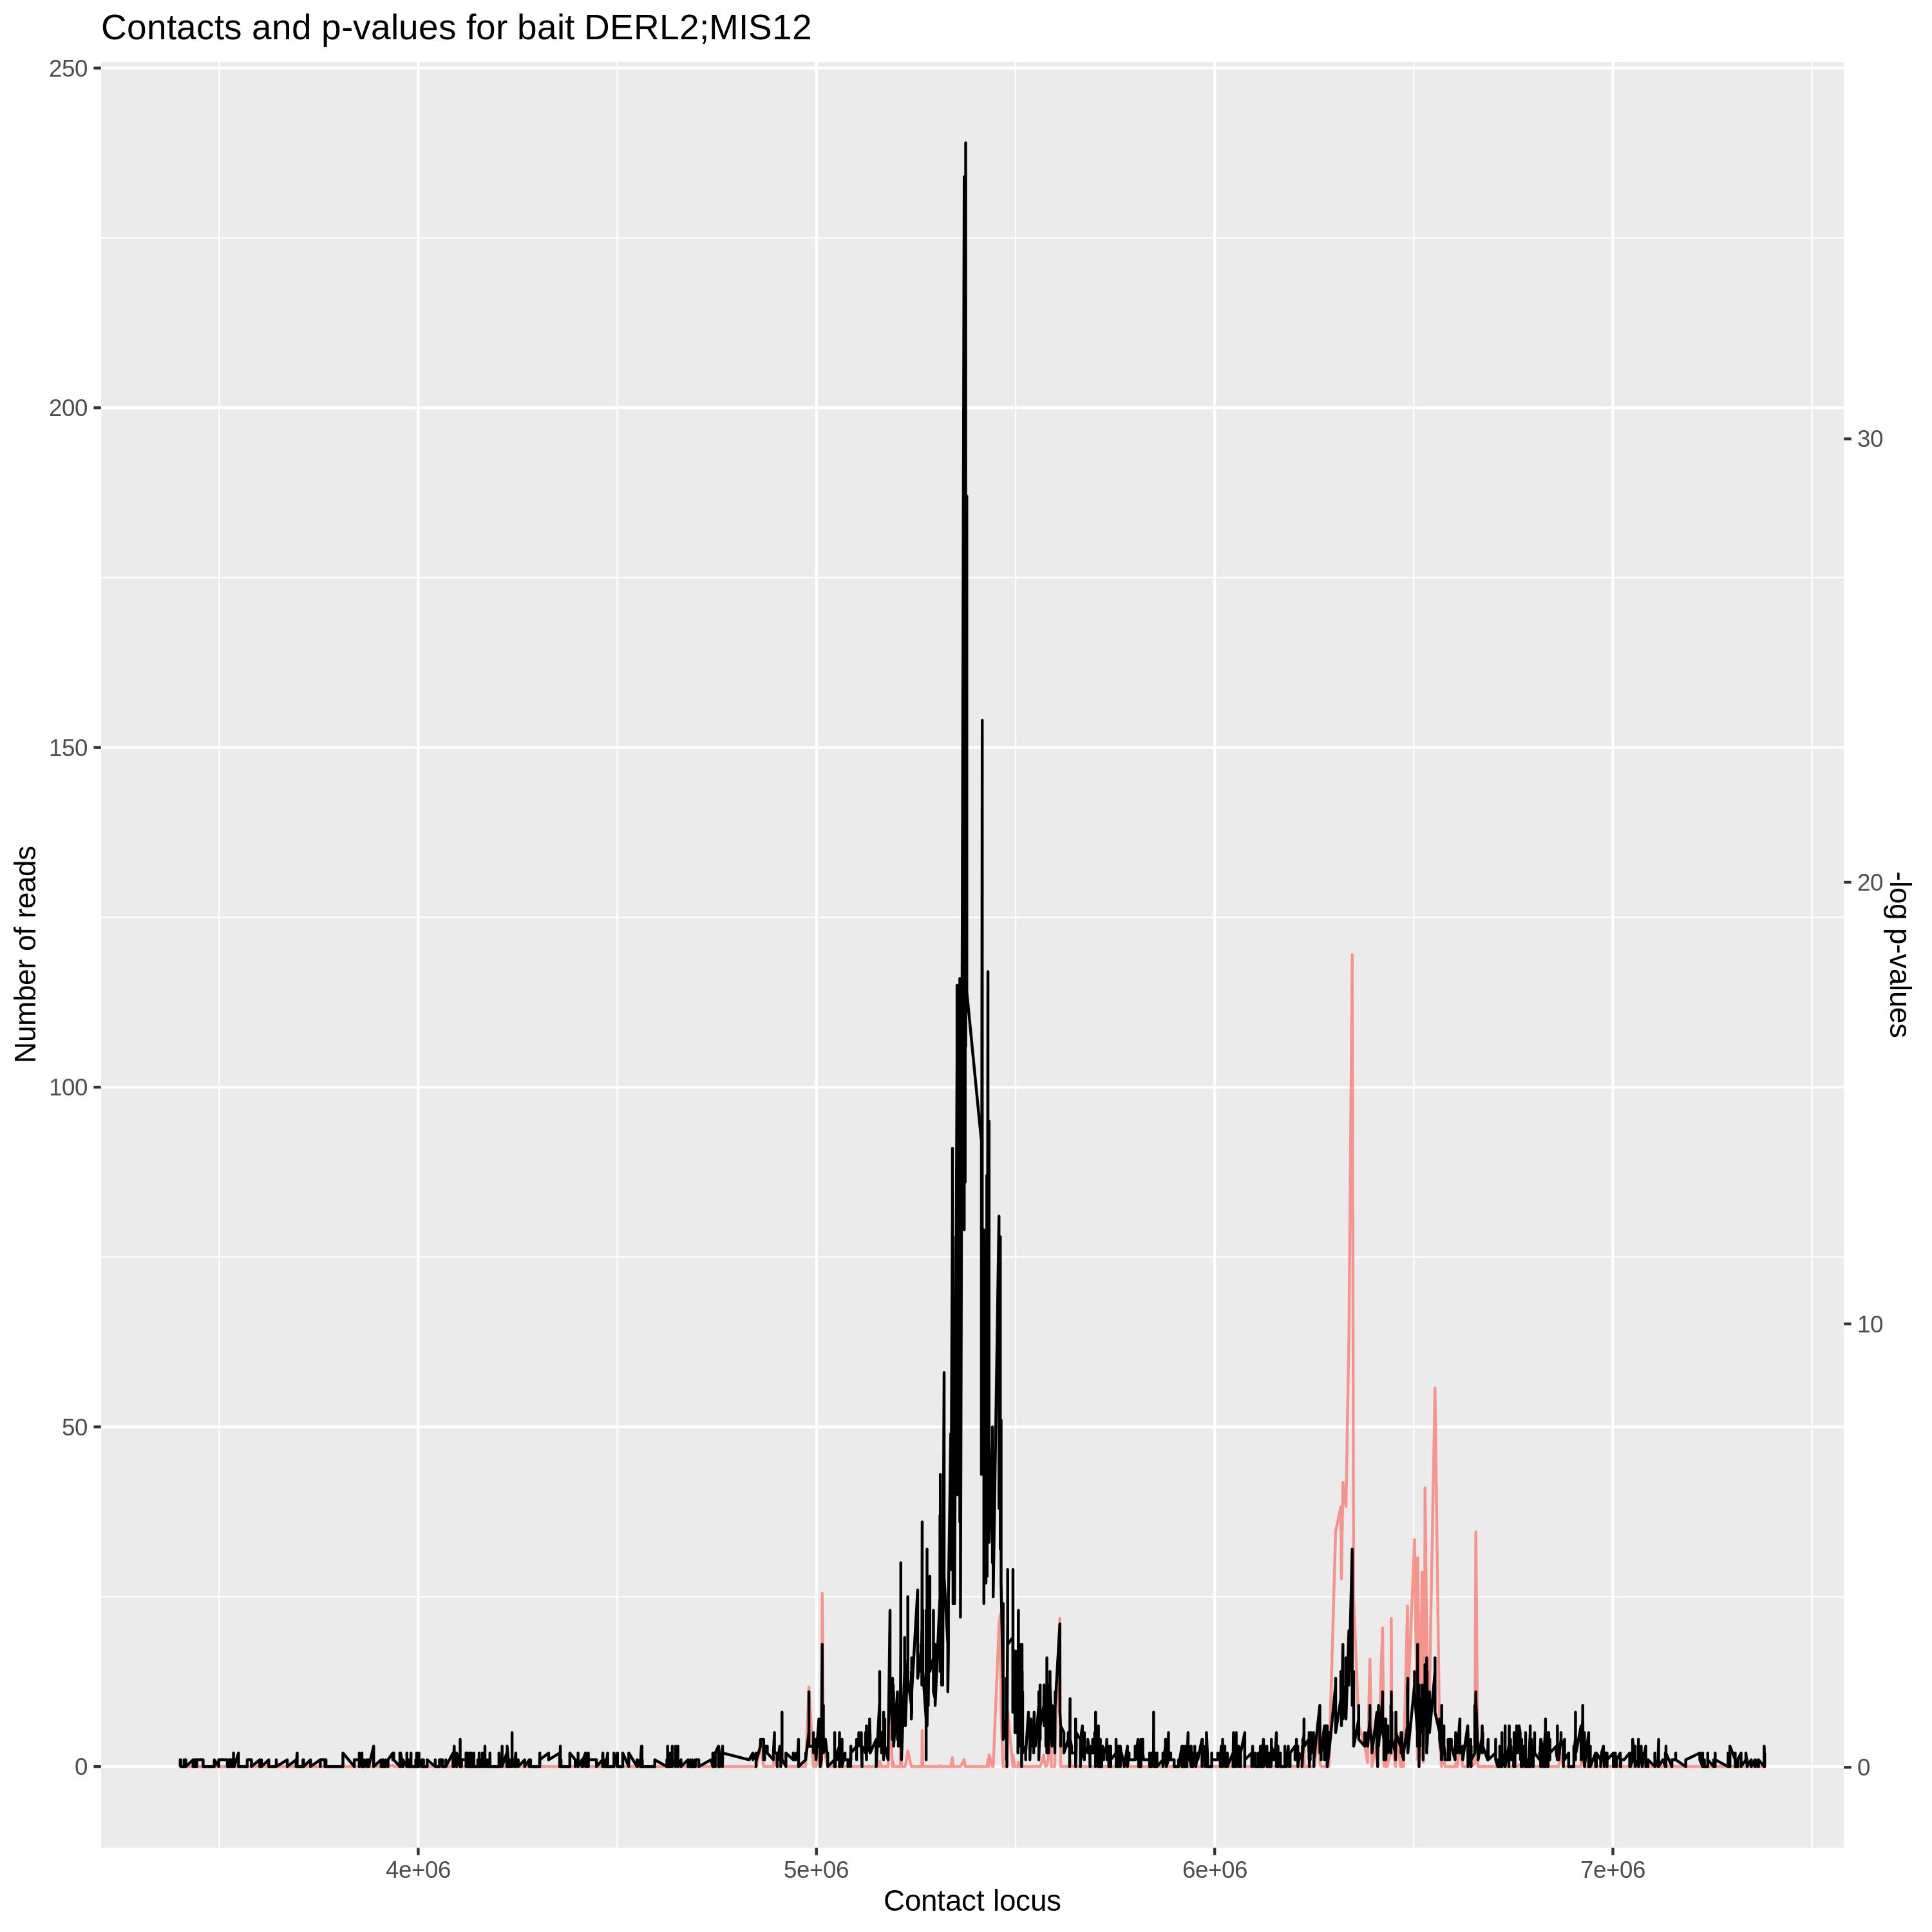 Contacts and p-values for bait DERL2;MIS12
250
200
150
100
50
0
Number of reads
30
20
10
0
-log p-values
4e+06
5e+06
6e+06
7e+06
Contact locus